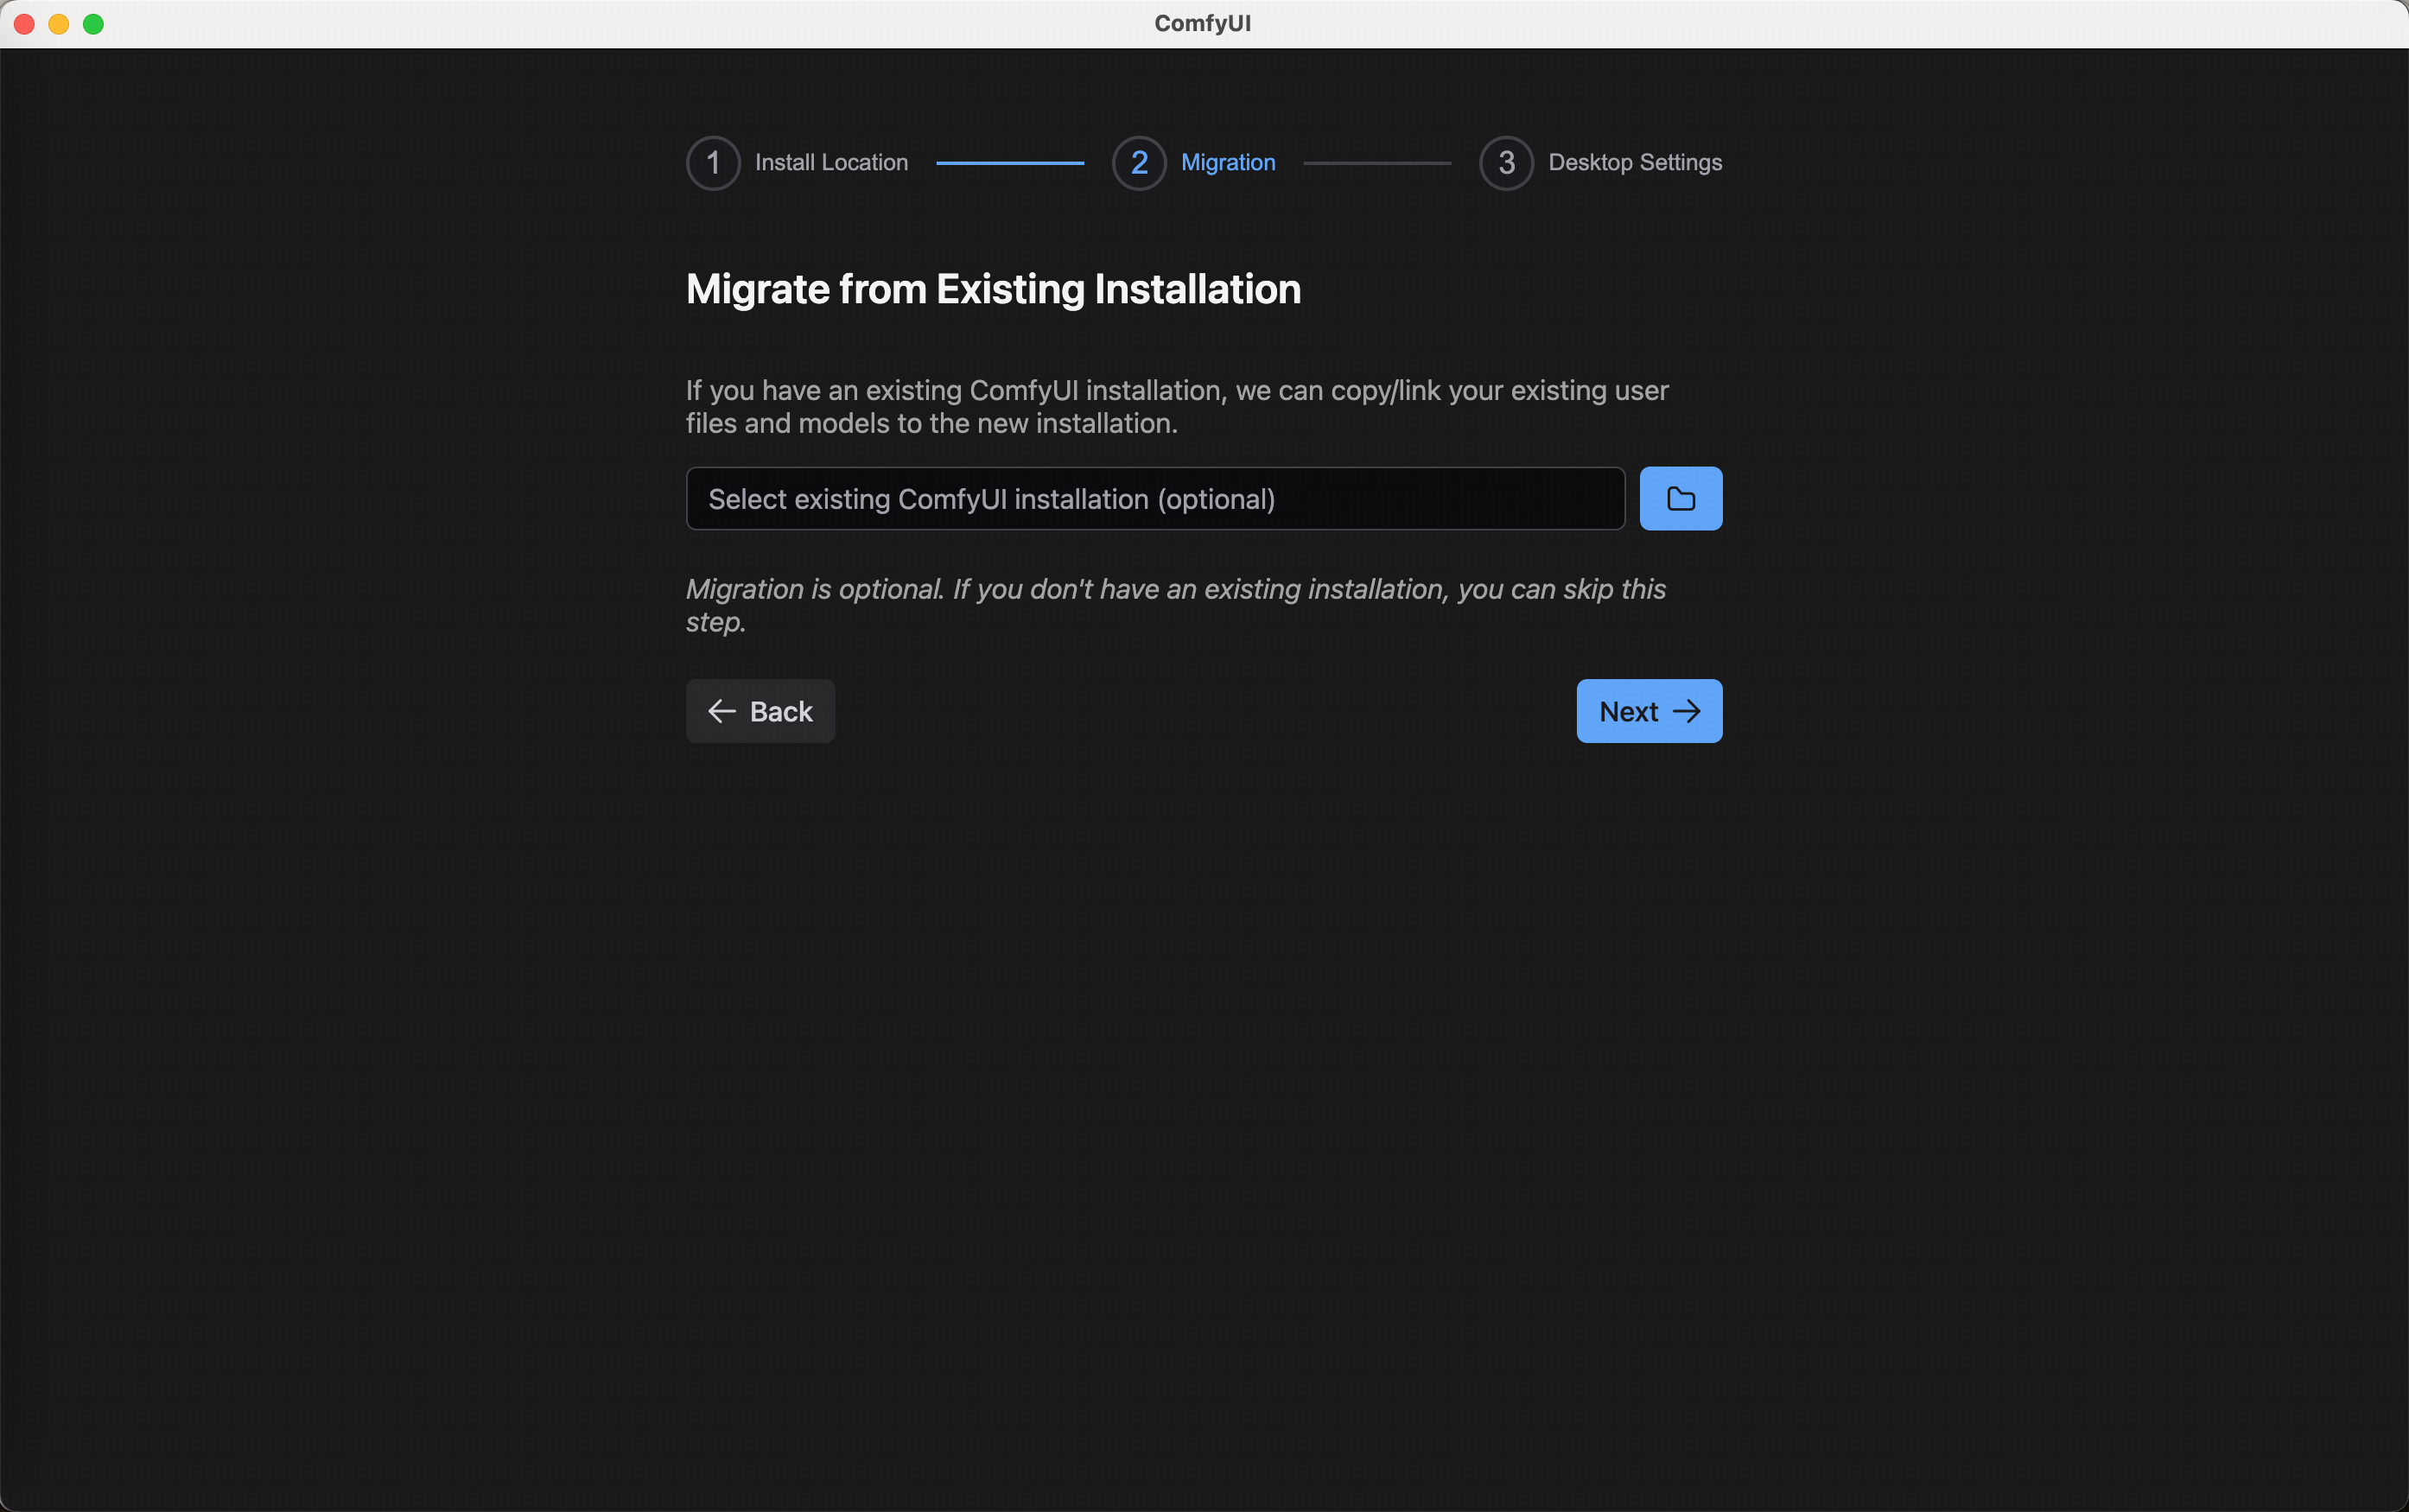 ComfyUI
1 Install Location 2 Migration 3 Desktop Settings
Migrate from Existing Installation
If you have an existing ComfyUI installation, we can copy/link your existing user
files and models to the new installation.
Select existing ComfyUI installation (optional)
Migration is optional. If you don't have an existing installation, you can skip this
step.
Back Next